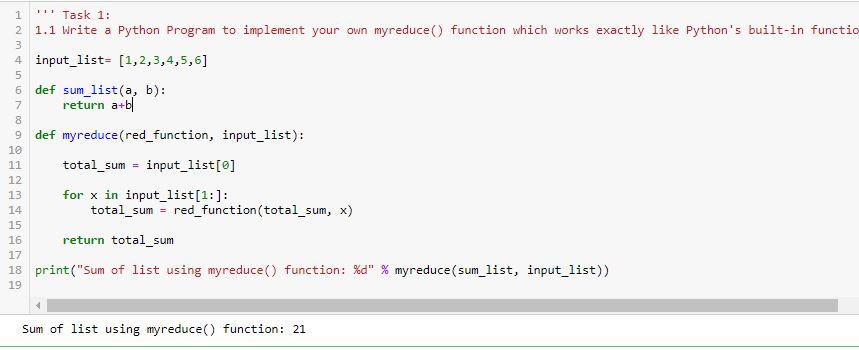 1 ''' Task 1:
2 1.1 Write a Python Program to implement your own myreduce() function which works exactly like Python's built-in functio
3
4 input_list= [1,2,3,4,5,6]
5
6 def sum_list(a, b):
7     return a+b
8
9 def myreduce(red_function, input_list):
10
11     total_sum = input_list[0]
12
13     for x in input_list[1:]:
14         total_sum = red_function(total_sum, x)
15
16     return total_sum
17
18 print("Sum of list using myreduce() function: %d" % myreduce(sum_list, input_list))
19
Sum of list using myreduce() function: 21